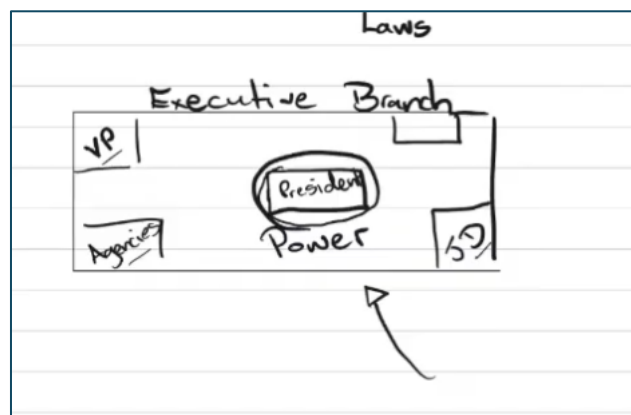 Laws
Executive Branch
VP
President
Agencies
Power